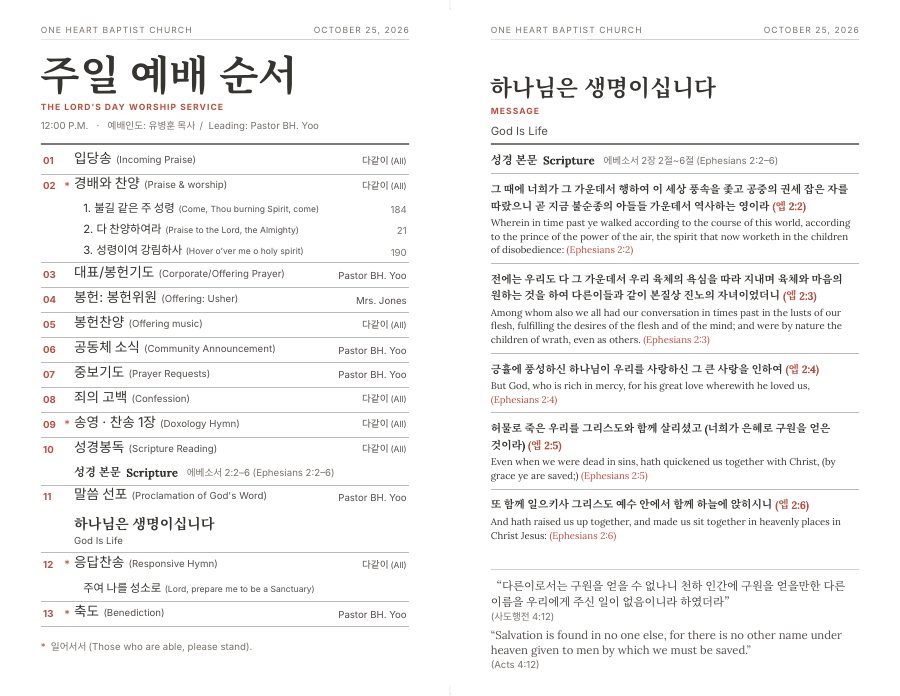 ONE HEART BAPTIST CHURCH OCTOBER 25, 2026
주일 예배 순서
THE LORD'S DAY WORSHIP SERVICE
12:00 P.M. · 예배인도: 유병훈 목사 / Leading: Pastor BH. Yoo
01 입당송 (Incoming Praise) 다같이 (All)
02 * 경배와 찬양 (Praise & worship) 다같이 (All)
1. 불길 같은 주 성령 (Come, Thou burning Spirit, come) 184
2. 다 찬양하여라 (Praise to the Lord, the Almighty) 21
3. 성령이여 강림하사 (Hover o'ver me o holy spirit) 190
03 대표/봉헌기도 (Corporate/Offering Prayer) Pastor BH. Yoo
04 봉헌: 봉헌위원 (Offering: Usher) Mrs. Jones
05 봉헌찬양 (Offering music) 다같이 (All)
06 공동체 소식 (Community Announcement) Pastor BH. Yoo
07 중보기도 (Prayer Requests) Pastor BH. Yoo
08 죄의 고백 (Confession) 다같이 (All)
09 * 송영 · 찬송 1장 (Doxology Hymn) 다같이 (All)
10 성경봉독 (Scripture Reading) 다같이 (All)
성경 본문 Scripture 에베소서 2:2–6 (Ephesians 2:2–6)
11 말씀 선포 (Proclamation of God's Word) Pastor BH. Yoo
하나님은 생명이십니다
God Is Life
12 * 응답찬송 (Responsive Hymn) 다같이 (All)
주여 나를 성소로 (Lord, prepare me to be a Sanctuary)
13 * 축도 (Benediction) Pastor BH. Yoo
* 일어서서 (Those who are able, please stand).
ONE HEART BAPTIST CHURCH OCTOBER 25, 2026
하나님은 생명이십니다
MESSAGE
God Is Life
성경 본문 Scripture 에베소서 2장 2절~6절 (Ephesians 2:2–6)
그 때에 너희가 그 가운데서 행하여 이 세상 풍속을 좇고 공중의 권세 잡은 자를
따랐으니 곧 지금 불순종의 아들들 가운데서 역사하는 영이라 (엡 2:2)
Wherein in time past ye walked according to the course of this world, according
to the prince of the power of the air, the spirit that now worketh in the children
of disobedience: (Ephesians 2:2)
전에는 우리도 다 그 가운데서 우리 육체의 욕심을 따라 지내며 육체와 마음의
원하는 것을 하여 다른이들과 같이 본질상 진노의 자녀이었더니 (엡 2:3)
Among whom also we all had our conversation in times past in the lusts of our
flesh, fulfilling the desires of the flesh and of the mind; and were by nature the
children of wrath, even as others. (Ephesians 2:3)
긍휼에 풍성하신 하나님이 우리를 사랑하신 그 큰 사랑을 인하여 (엡 2:4)
But God, who is rich in mercy, for his great love wherewith he loved us,
(Ephesians 2:4)
허물로 죽은 우리를 그리스도와 함께 살리셨고 (너희가 은혜로 구원을 얻은
것이라) (엡 2:5)
Even when we were dead in sins, hath quickened us together with Christ, (by
grace ye are saved;) (Ephesians 2:5)
또 함께 일으키사 그리스도 예수 안에서 함께 하늘에 앉히시니 (엡 2:6)
And hath raised us up together, and made us sit together in heavenly places in
Christ Jesus: (Ephesians 2:6)
“다른이로서는 구원을 얻을 수 없나니 천하 인간에 구원을 얻을만한 다른
이름을 우리에게 주신 일이 없음이니라 하였더라”
(사도행전 4:12)
“Salvation is found in no one else, for there is no other name under
heaven given to men by which we must be saved.”
(Acts 4:12)